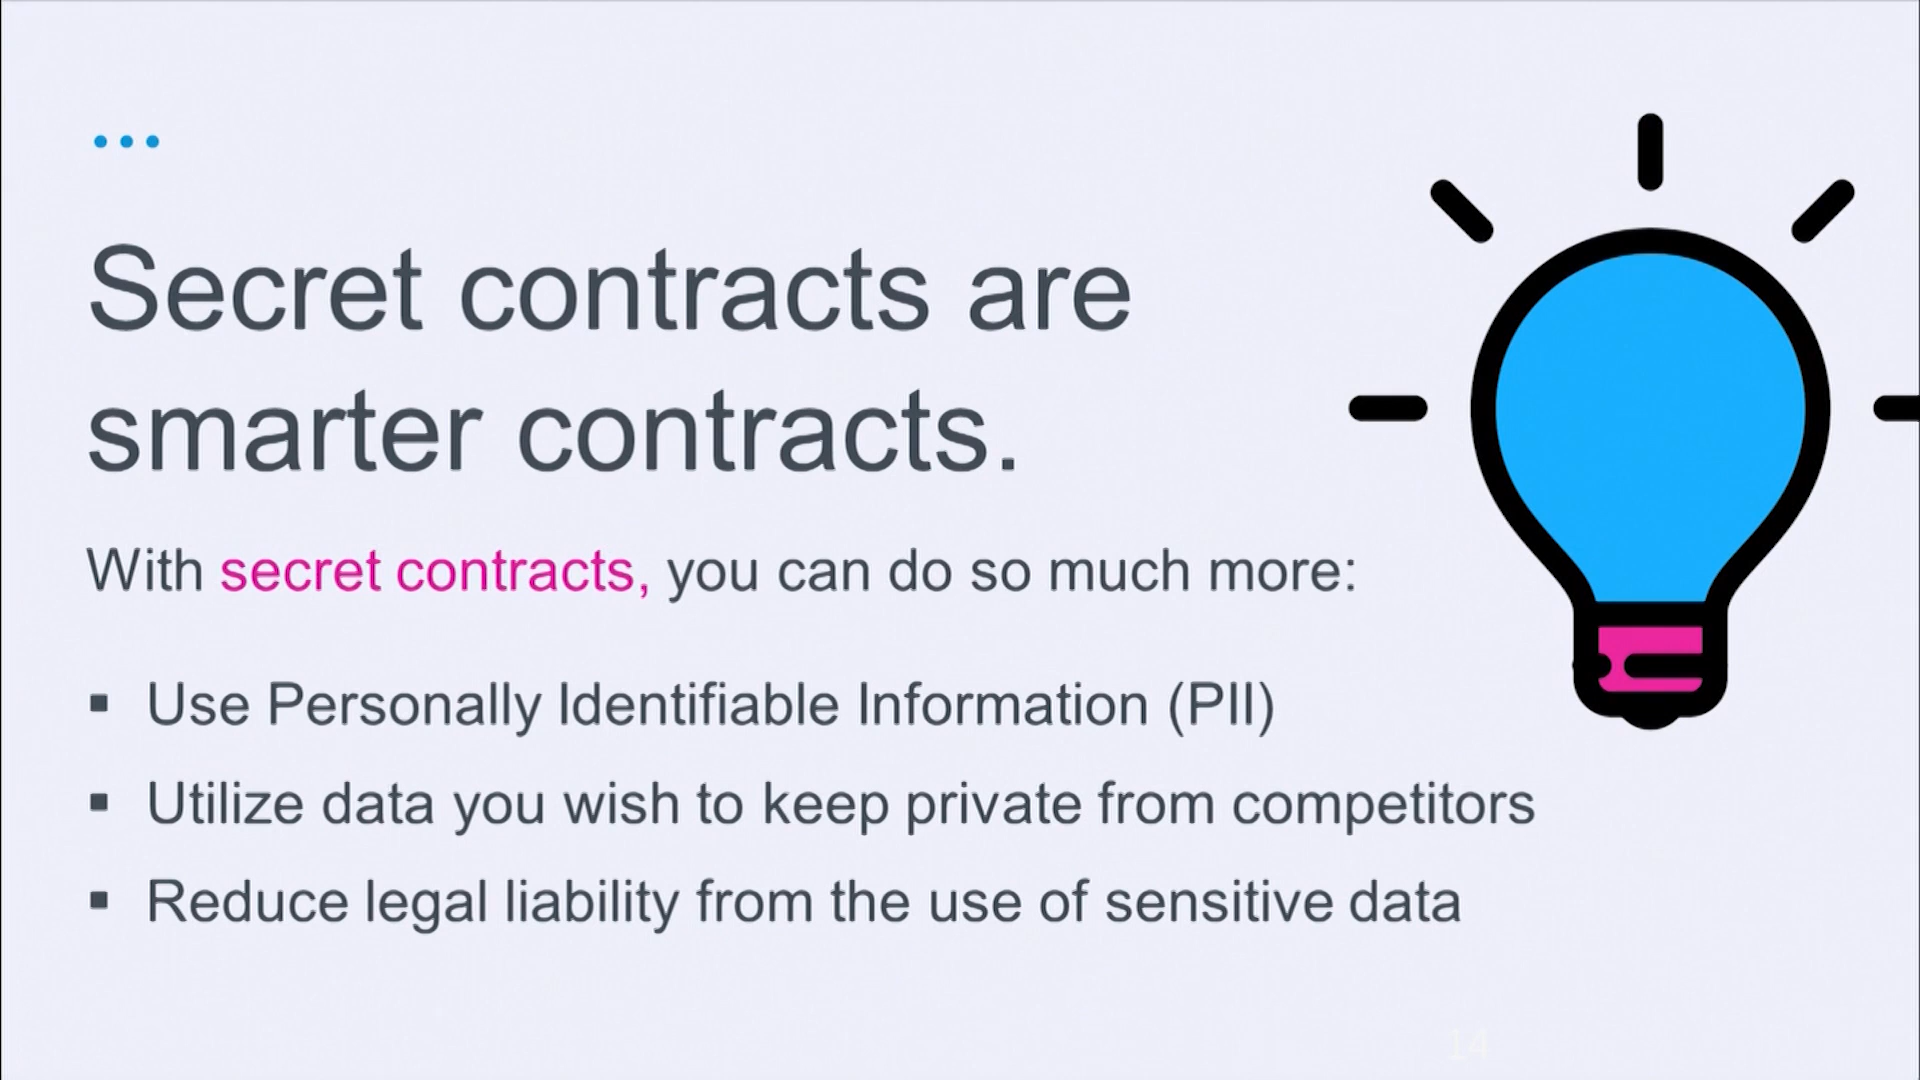 Secret contracts are
smarter contracts.
With secret contracts, you can do so much more:
▪ Use Personally Identifiable Information (PII)
▪ Utilize data you wish to keep private from competitors
▪ Reduce legal liability from the use of sensitive data
14